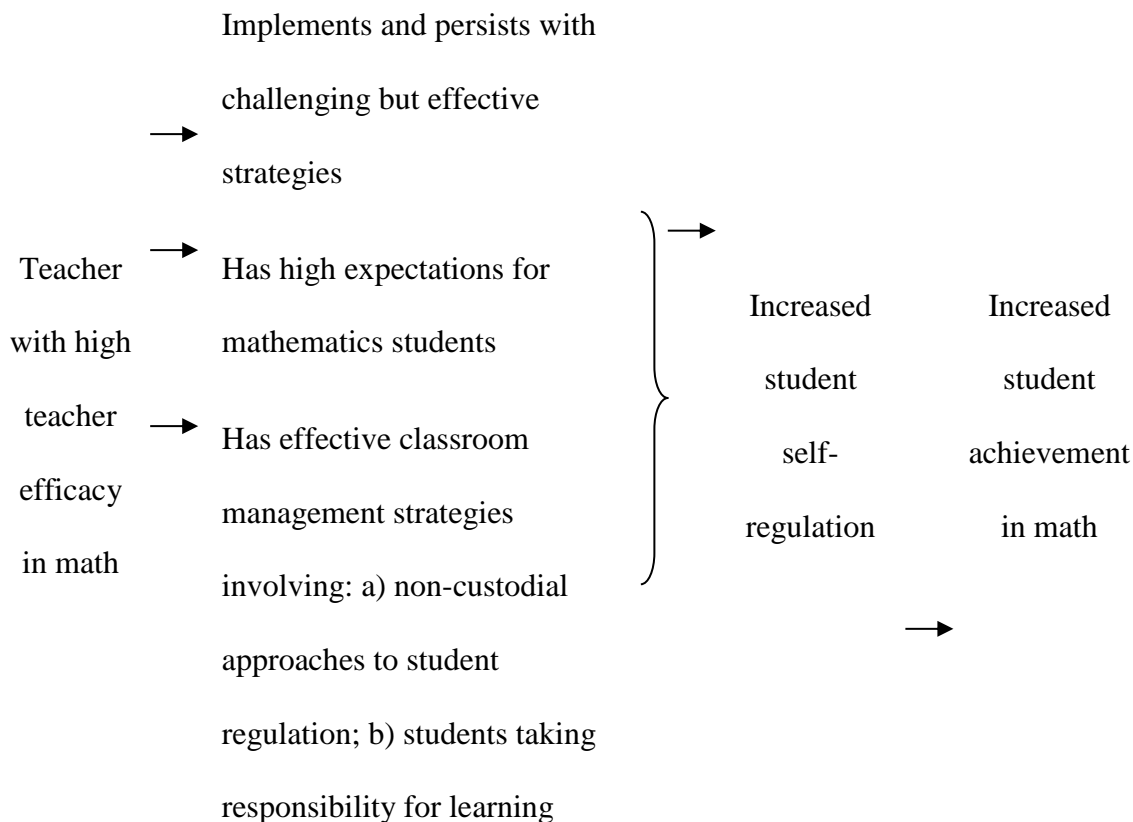 Teacher
with high
teacher
efficacy
in math
Implements and persists with
challenging but effective
strategies
Has high expectations for
mathematics students
Has effective classroom
management strategies
involving: a) non-custodial
approaches to student
regulation; b) students taking
responsibility for learning
Increased
student
self-
regulation
Increased
student
achievement
in math